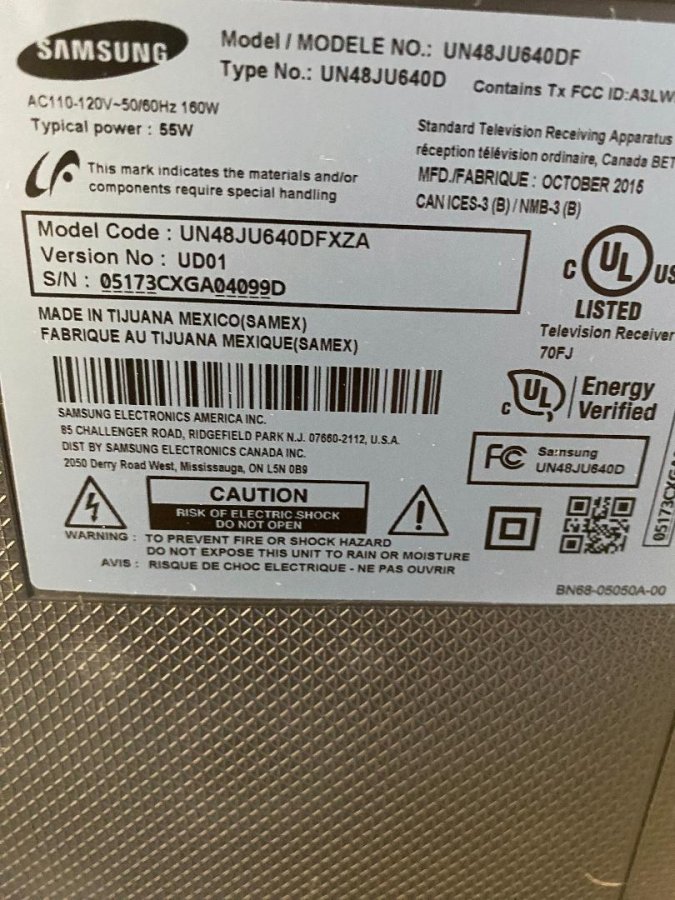 SAMSUNG
Model / MODELE NO.: UN48JU640DF
Type No.: UN48JU640D
Contains Tx FCC ID:A3LW
AC110-120V~50/60Hz 160W
Typical power : 55W
Standard Television Receiving Apparatus
réception télévision ordinaire, Canada BET
MFD./FABRIQUE : OCTOBER 2015
CAN ICES-3 (B) / NMB-3 (B)
This mark indicates the materials and/or
components require special handling
Model Code : UN48JU640DFXZA
Version No : UD01
S/N : 05173CXGA04099D
C UL US
LISTED
Television Receiver
70FJ
MADE IN TIJUANA MEXICO(SAMEX)
FABRIQUE AU TIJUANA MEXIQUE(SAMEX)
C UL Energy
Verified
SAMSUNG ELECTRONICS AMERICA INC.
85 CHALLENGER ROAD, RIDGEFIELD PARK N.J. 07660-2112, U.S.A.
DIST BY SAMSUNG ELECTRONICS CANADA INC.
2050 Derry Road West, Mississauga, ON L5N 0B9
FC Samsung
UN48JU640D
05173CXGA
CAUTION
RISK OF ELECTRIC SHOCK
DO NOT OPEN
WARNING : TO PREVENT FIRE OR SHOCK HAZARD
DO NOT EXPOSE THIS UNIT TO RAIN OR MOISTURE
AVIS : RISQUE DE CHOC ELECTRIQUE - NE PAS OUVRIR
BN68-05050A-00